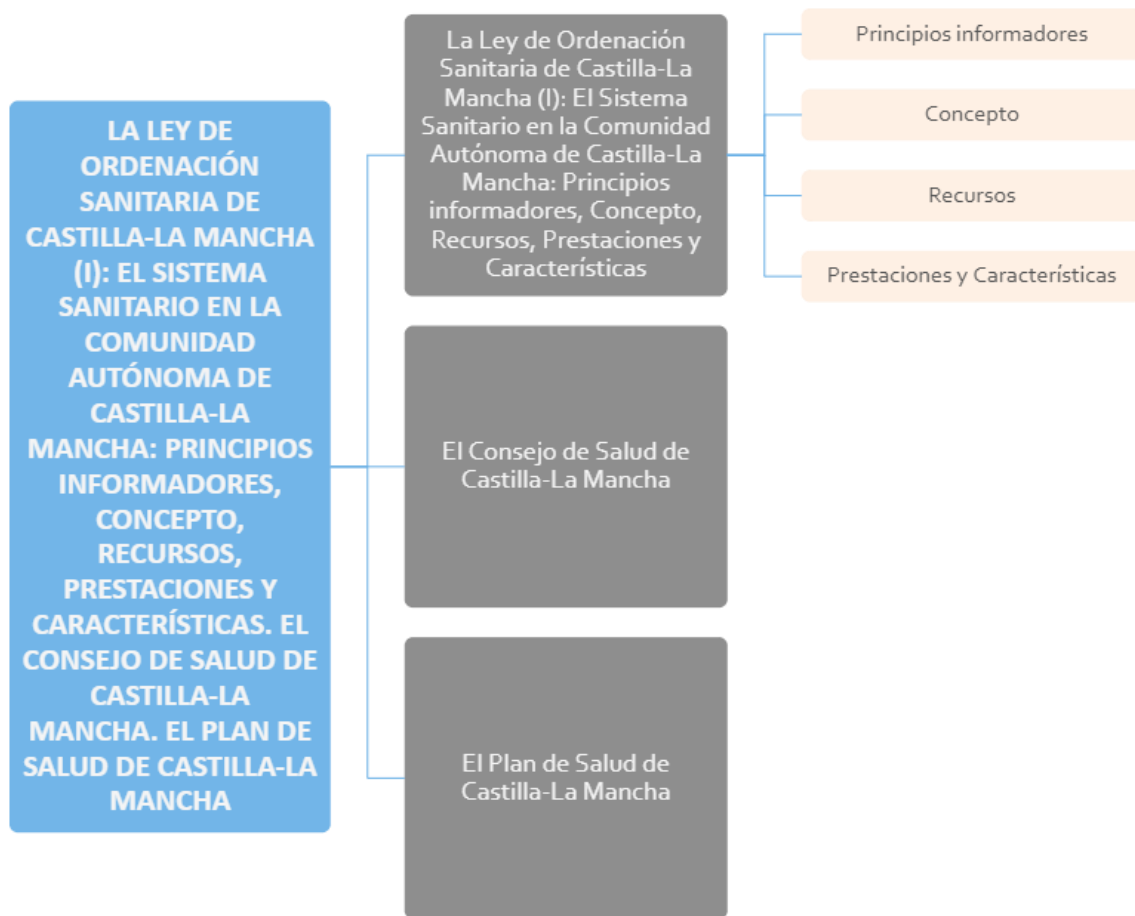 LA LEY DE
ORDENACIÓN
SANITARIA DE
CASTILLA-LA MANCHA
(I): EL SISTEMA
SANITARIO EN LA
COMUNIDAD
AUTÓNOMA DE
CASTILLA-LA
MANCHA: PRINCIPIOS
INFORMADORES,
CONCEPTO,
RECURSOS,
PRESTACIONES Y
CARACTERÍSTICAS. EL
CONSEJO DE SALUD DE
CASTILLA-LA
MANCHA. EL PLAN DE
SALUD DE CASTILLA-LA
MANCHA
La Ley de Ordenación
Sanitaria de Castilla-La
Mancha (I): El Sistema
Sanitario en la Comunidad
Autónoma de Castilla-La
Mancha: Principios
informadores, Concepto,
Recursos, Prestaciones y
Características
Principios informadores
Concepto
Recursos
Prestaciones y Características
El Consejo de Salud de
Castilla-La Mancha
El Plan de Salud de
Castilla-La Mancha